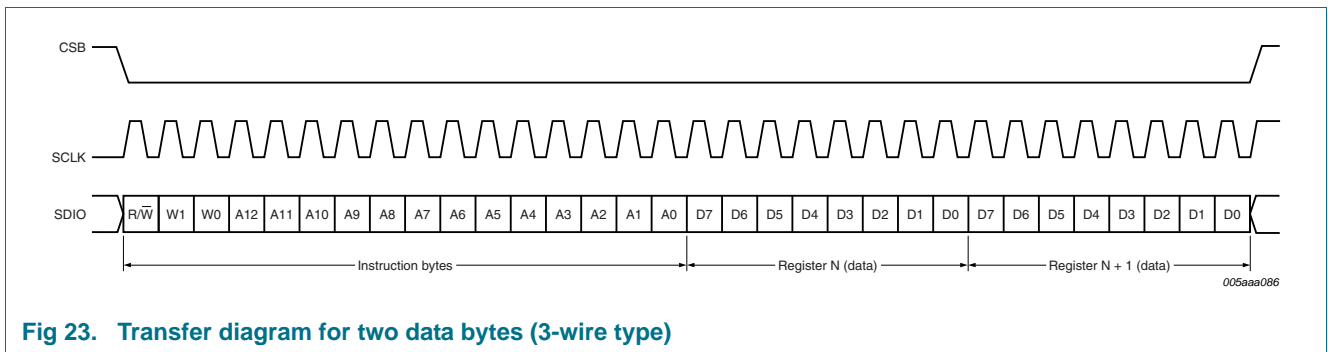 CSB
SCLK
SDIO R/W̅ W1 W0 A12 A11 A10 A9 A8 A7 A6 A5 A4 A3 A2 A1 A0 D7 D6 D5 D4 D3 D2 D1 D0 D7 D6 D5 D4 D3 D2 D1 D0
Instruction bytes Register N (data) Register N + 1 (data)
005aaa086
Fig 23. Transfer diagram for two data bytes (3-wire type)